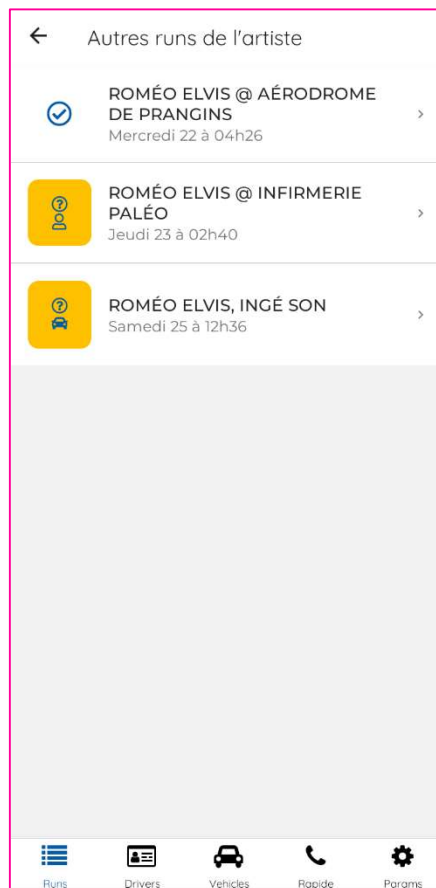 Autres runs de l'artiste
ROMÉO ELVIS @ AÉRODROME
DE PRANGINS
Mercredi 22 à 04h26
ROMÉO ELVIS @ INFIRMERIE
PALÉO
Jeudi 23 à 02h40
ROMÉO ELVIS, INGÉ SON
Samedi 25 à 12h36
Runs Drivers Vehicles Rapide Params